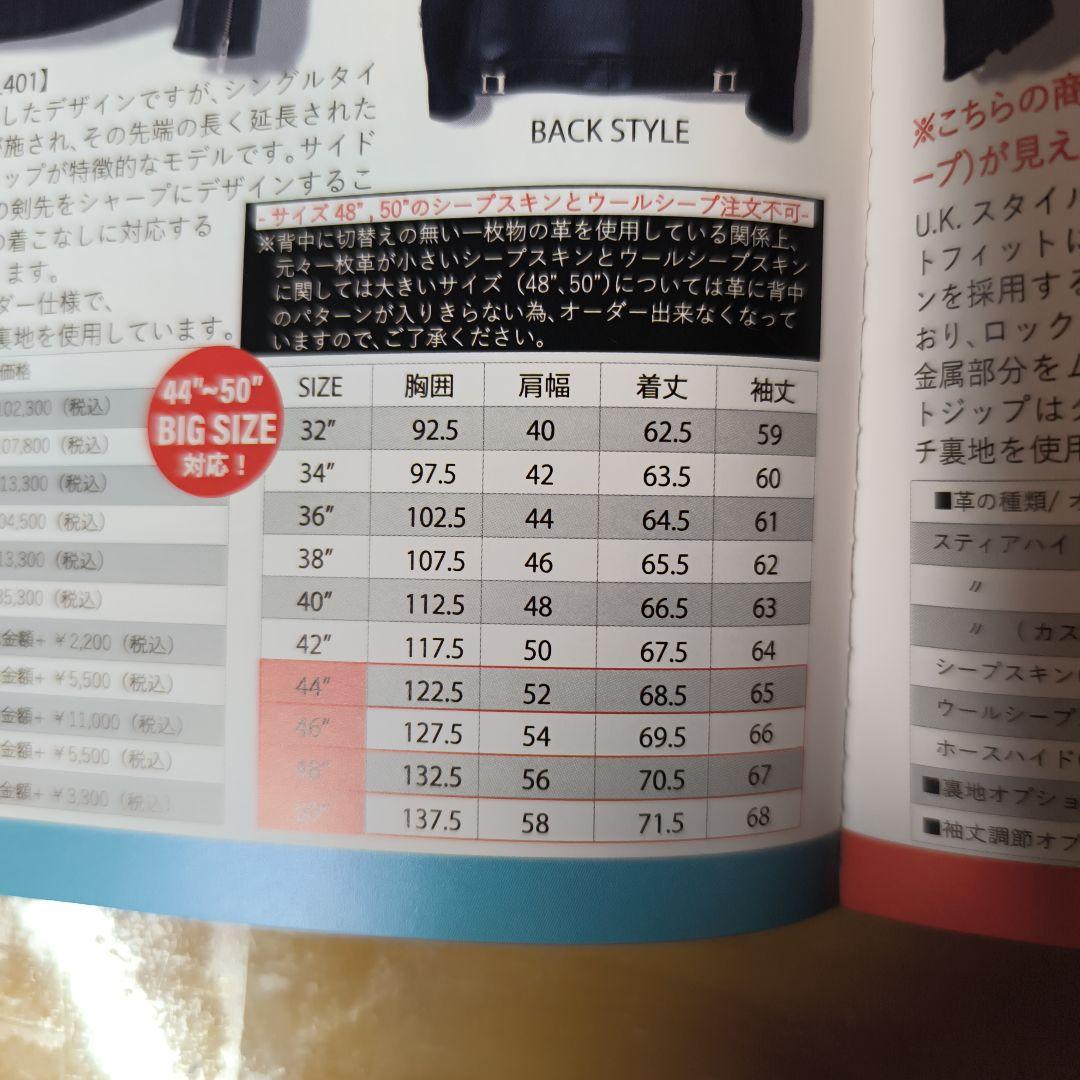 401】
したデザインですが、シングルタイ
が施され、その先端の長く延長された
ップが特徴的なモデルです。サイド
の剣先をシャープにデザインするこ
の着こなしに対応する
ます。
ダー仕様で、
裏地を使用しています。
価格
102,300（税込）
107,800（税込）
13,300（税込）
04,500（税込）
13,300（税込）
35,300（税込）
金額+ ￥2,200（税込）
金額+ ￥5,500（税込）
金額+ ￥11,000（税込）
金額+ ￥5,500（税込）
金額+ ￥3,300（税込）
44"~50"
BIG SIZE
対応！
BACK STYLE
- サイズ 48" , 50"のシープスキンとウールシープ注文不可-
※背中に切替えの無い一枚物の革を使用している関係上、
元々一枚革が小さいシープスキンとウールシープスキン
に関しては大きいサイズ（48"、50"）については革に背中
のパターンが入りきらない為、オーダー出来なくなって
いますので、ご了承ください。
SIZE 胸囲 肩幅 着丈 袖丈
32" 92.5 40 62.5 59
34" 97.5 42 63.5 60
36" 102.5 44 64.5 61
38" 107.5 46 65.5 62
40" 112.5 48 66.5 63
42" 117.5 50 67.5 64
44" 122.5 52 68.5 65
46" 127.5 54 69.5 66
48" 132.5 56 70.5 67
137.5 58 71.5 68
※こちらの商
ープ)が見え
U.K. スタイル
トフィットに
ンを採用する
おり、ロック
金属部分をム
トジップはク
チ裏地を使用
■革の種類/ オ
スティアハイ
〃
〃 （カス
シープスキン
ウールシープ
ホースハイド
■裏地オプショ
■袖丈調節オプ